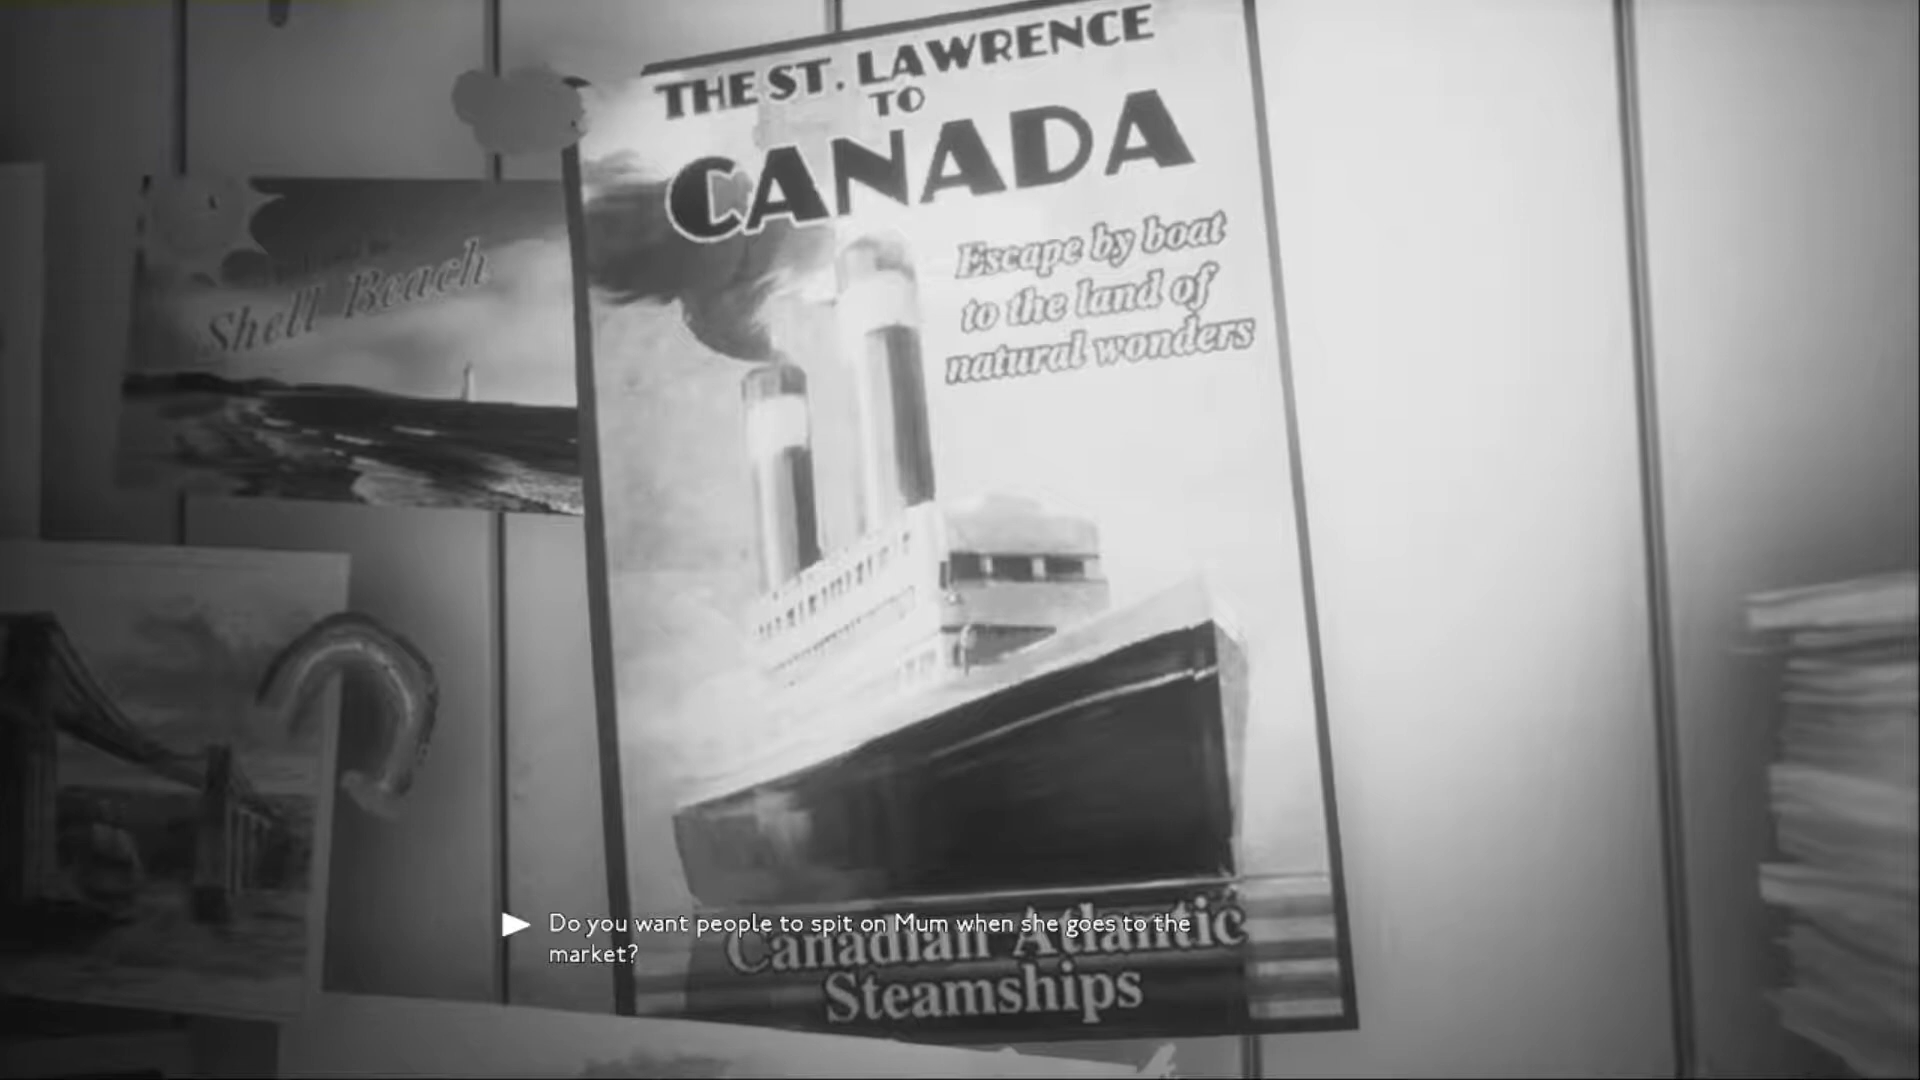 THE ST. LAWRENCE
TO
CANADA
Escape by boat
to the land of
natural wonders
Shell Beach
Do you want people to spit on Mum when she goes to the
market?
Canadian Atlantic
Steamships